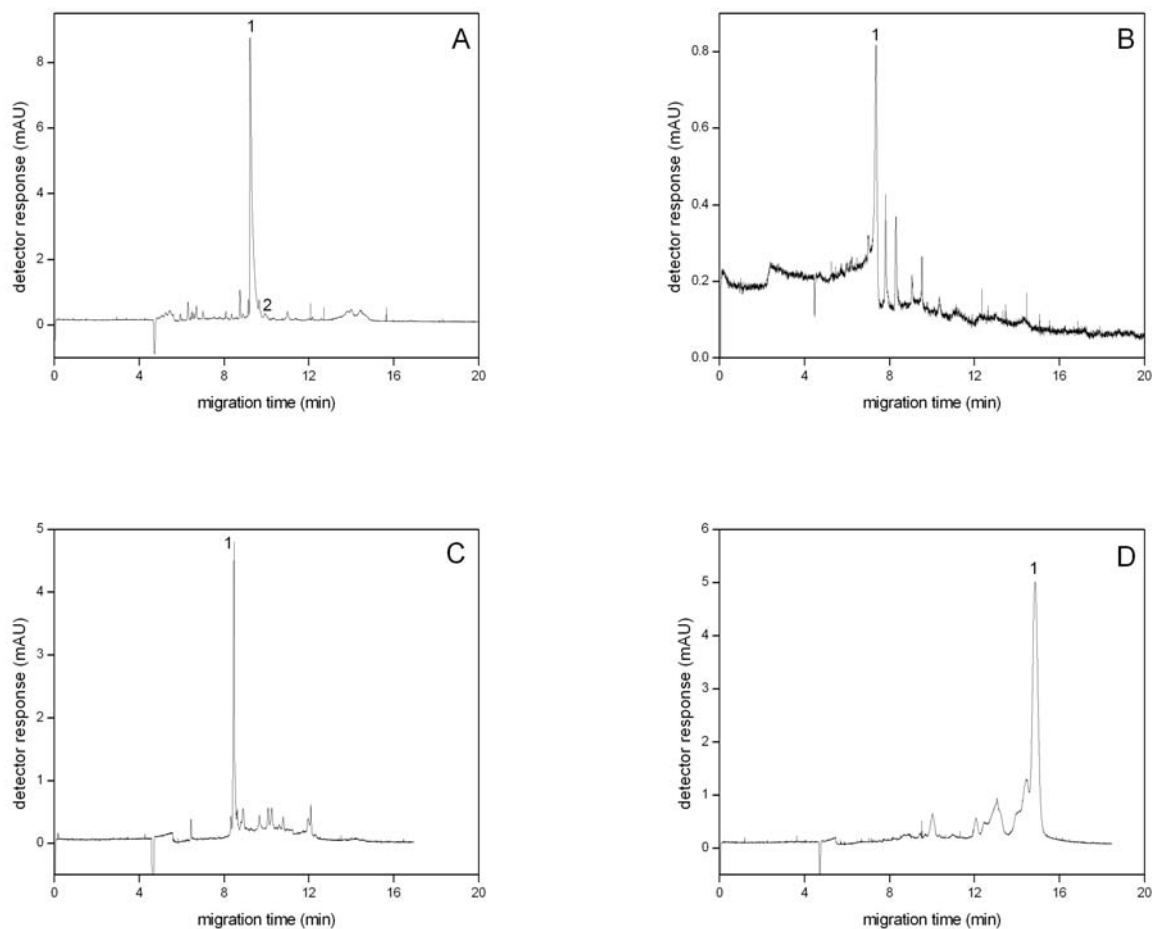 A
1
2
detector response (mAU)
8
6
4
2
0
0 4 8 12 16 20
migration time (min)
B
1
detector response (mAU)
0.8
0.6
0.4
0.2
0.0
0 4 8 12 16 20
migration time (min)
C
1
detector response (mAU)
5
4
3
2
1
0
0 4 8 12 16 20
migration time (min)
D
1
detector response (mAU)
6
5
4
3
2
1
0
0 4 8 12 16 20
migration time (min)